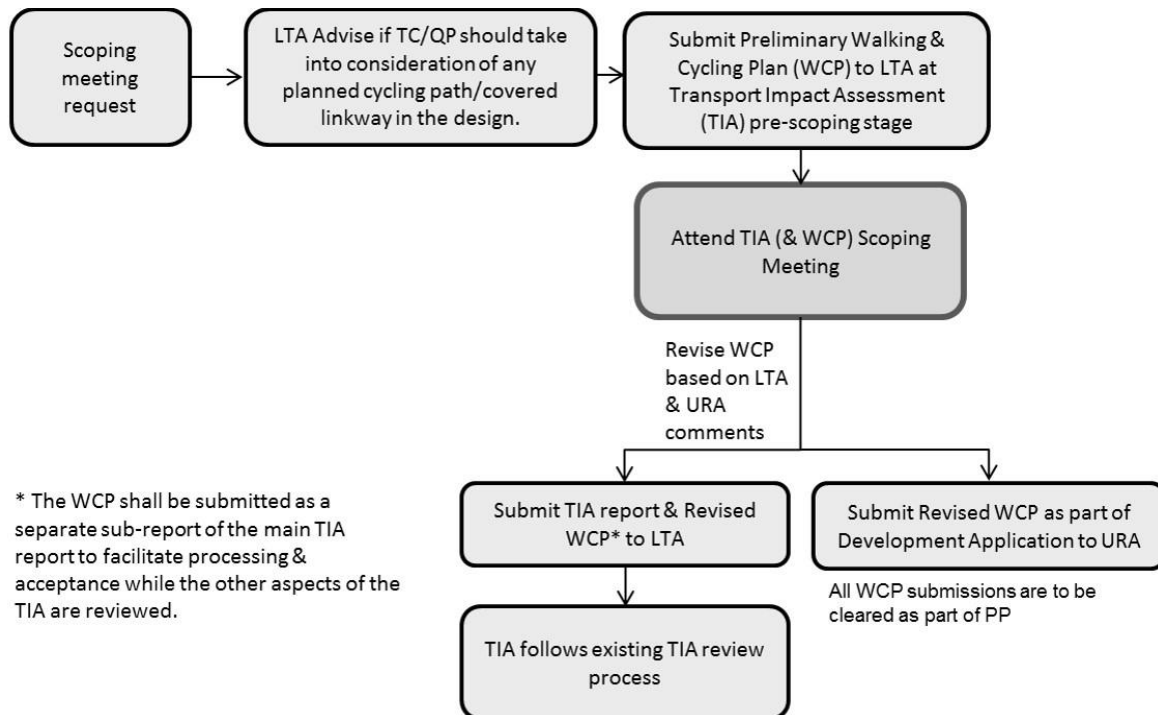 Scoping
meeting
request
LTA Advise if TC/QP should take
into consideration of any
planned cycling path/covered
linkway in the design.
Submit Preliminary Walking &
Cycling Plan (WCP) to LTA at
Transport Impact Assessment
(TIA) pre-scoping stage
Attend TIA (& WCP) Scoping
Meeting
Revise WCP
based on LTA
& URA
comments
* The WCP shall be submitted as a
separate sub-report of the main TIA
report to facilitate processing &
acceptance while the other aspects of the
TIA are reviewed.
Submit TIA report & Revised
WCP* to LTA
Submit Revised WCP as part of
Development Application to URA
All WCP submissions are to be
cleared as part of PP
TIA follows existing TIA review
process